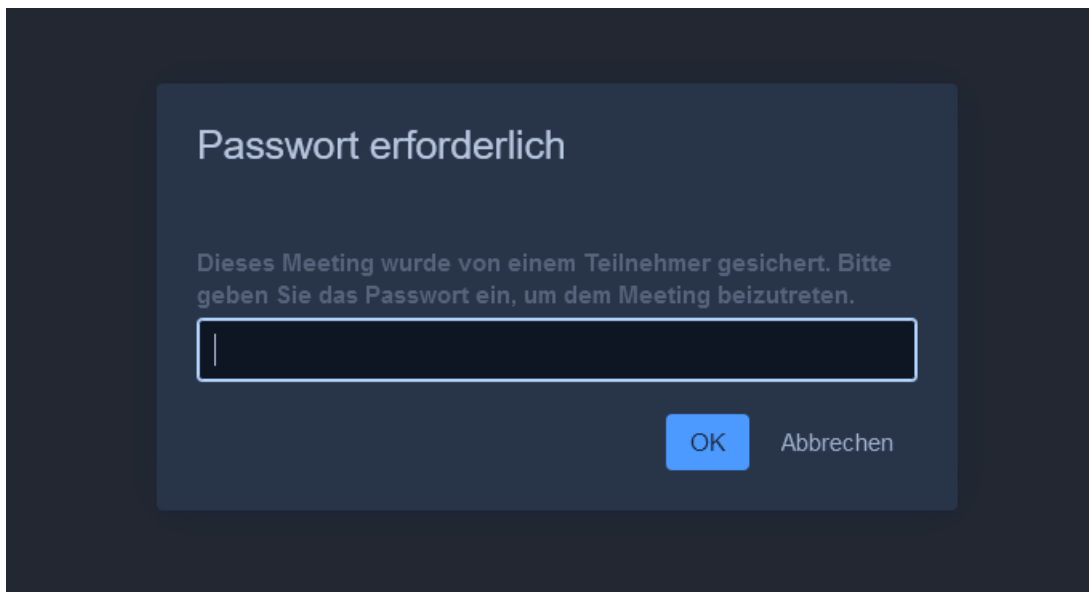 Passwort erforderlich
Dieses Meeting wurde von einem Teilnehmer gesichert. Bitte
geben Sie das Passwort ein, um dem Meeting beizutreten.
OK Abbrechen